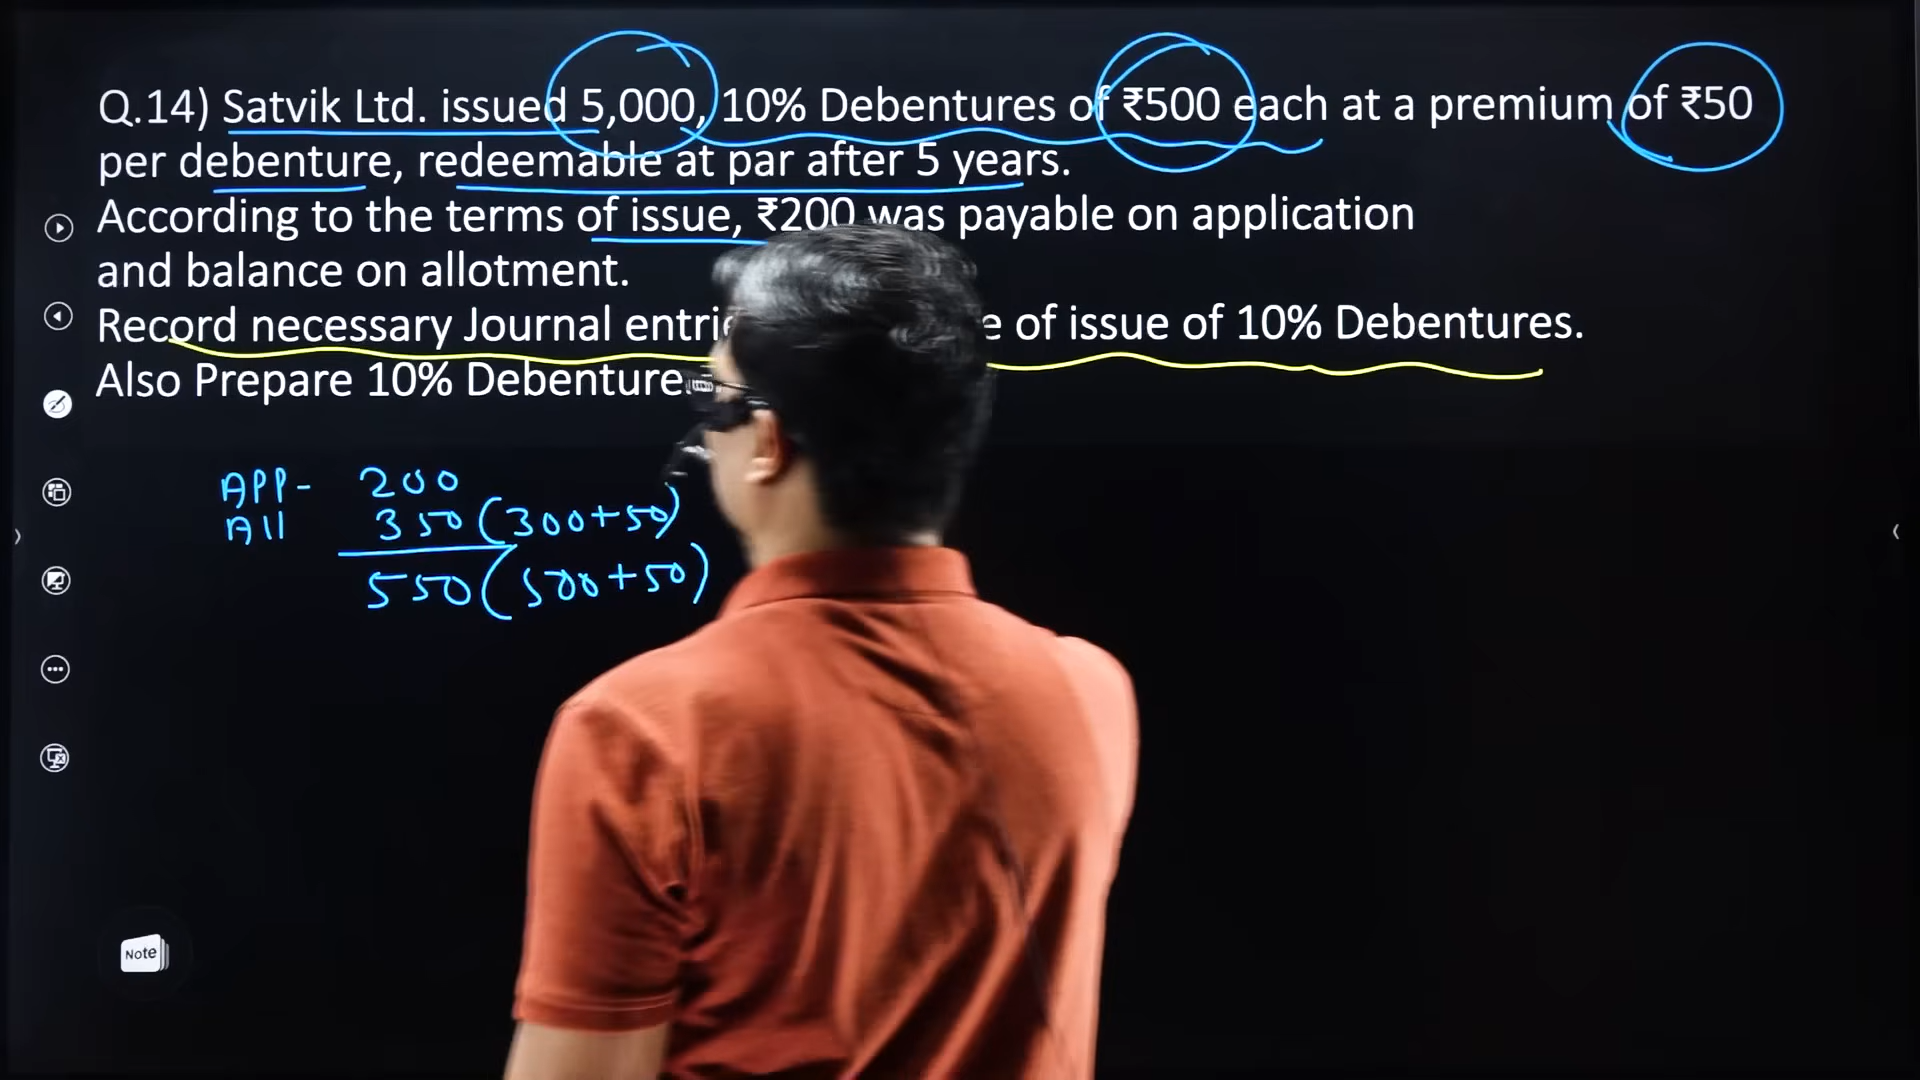 Q.14) Satvik Ltd. issued 5,000, 10% Debentures of ₹500 each at a premium of ₹50
per debenture, redeemable at par after 5 years.
According to the terms of issue, ₹200 was payable on application
and balance on allotment.
Record necessary Journal of issue of 10% Debentures.
Also Prepare 10%
APP- 200
All 350 (300+50)
550 (500+50)
Note